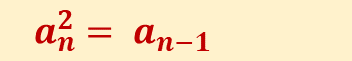 $a_n^2 = a_{n-1}$